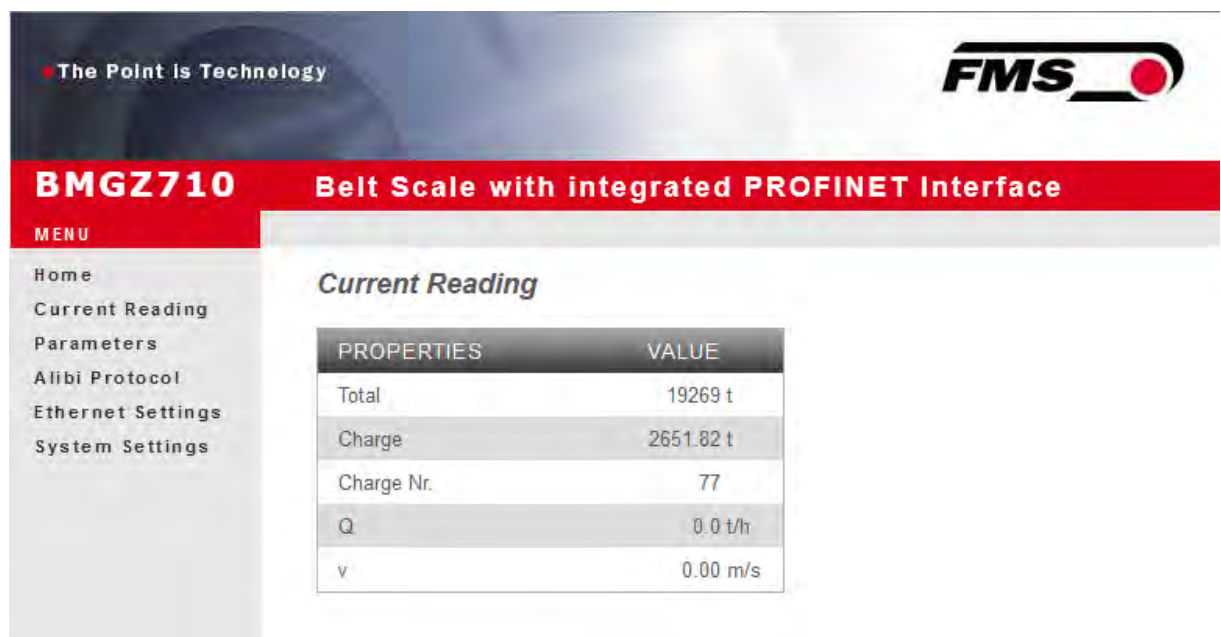 The Point is Technology
FMS
BMGZ710
Belt Scale with integrated PROFINET Interface
MENU
Home
Current Reading
Parameters
Alibi Protocol
Ethernet Settings
System Settings
Current Reading
PROPERTIES VALUE
Total 19269 t
Charge 2651.82 t
Charge Nr. 77
Q 0.0 t/h
v 0.00 m/s